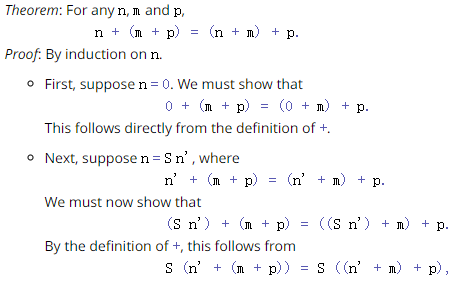 Theorem: For any n, m and p,
n + (m + p) = (n + m) + p.
Proof: By induction on n.
First, suppose n = 0. We must show that
0 + (m + p) = (0 + m) + p.
This follows directly from the definition of +.
Next, suppose n = S n', where
n' + (m + p) = (n' + m) + p.
We must now show that
(S n') + (m + p) = ((S n') + m) + p.
By the definition of +, this follows from
S (n' + (m + p)) = S ((n' + m) + p),